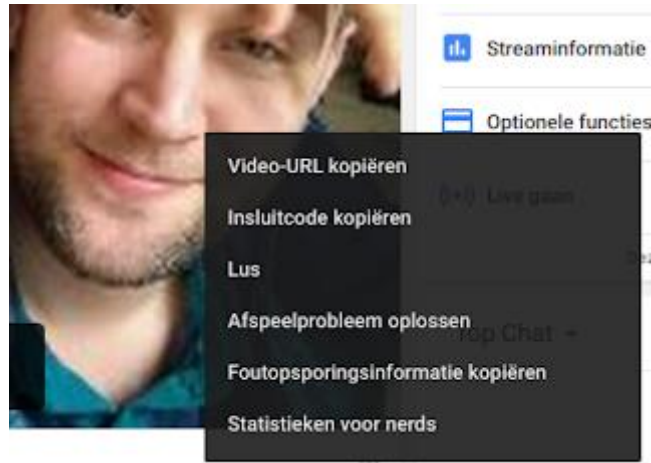 Streaminformatie
Optionele functies
Video-URL kopiëren
((•)) Live gaan
Insluitcode kopiëren
Lus
Afspeelprobleem oplossen
Top Chat
Foutopsporingsinformatie kopiëren
Statistieken voor nerds